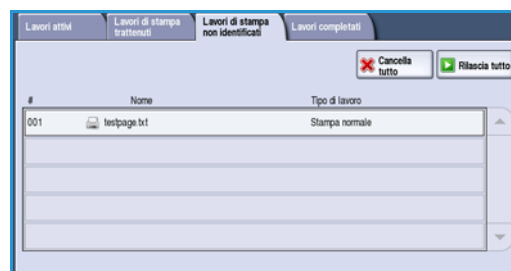 Lavori attivi
Lavori di stampa
trattenuti
Lavori di stampa
non identificati
Lavori completati
Cancella
tutto
Rilascia tutto
# Nome Tipo di lavoro
001 testpage.txt Stampa normale